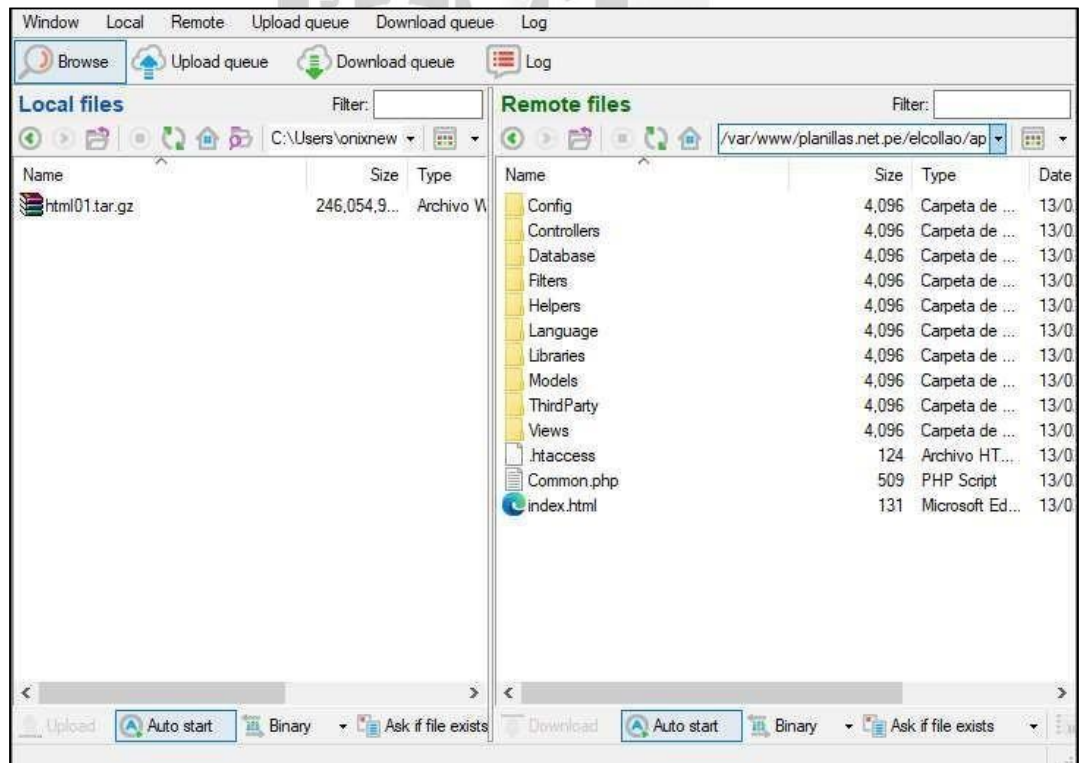 Window Local Remote Upload queue Download queue Log
Browse Upload queue Download queue Log
Local files Filter:
C:\Users\onixnew
Name Size Type
html01.tar.gz 246,054,9... Archivo W
Remote files Filter:
/var/www/planillas.net.pe/elcollao/ap
Name Size Type Date
Config 4,096 Carpeta de ... 13/0
Controllers 4,096 Carpeta de ... 13/0
Database 4,096 Carpeta de ... 13/0
Filters 4,096 Carpeta de ... 13/0
Helpers 4,096 Carpeta de ... 13/0
Language 4,096 Carpeta de ... 13/0
Libraries 4,096 Carpeta de ... 13/0
Models 4,096 Carpeta de ... 13/0
ThirdParty 4,096 Carpeta de ... 13/0
Views 4,096 Carpeta de ... 13/0
.htaccess 124 Archivo HT... 13/0
Common.php 509 PHP Script 13/0
index.html 131 Microsoft Ed... 13/0
Upload Auto start Binary Ask if file exists
Download Auto start Binary Ask if file exists